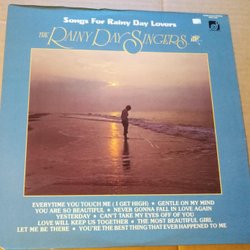 Songs For Rainy Day Lovers
THE RAINY DAY SINGERS
EVERYTIME YOU TOUCH ME (I GET HIGH) ★ GENTLE ON MY MIND
YOU ARE SO BEAUTIFUL ★ NEVER GONNA FALL IN LOVE AGAIN
YESTERDAY ★ CAN'T TAKE MY EYES OFF OF YOU
LOVE WILL KEEP US TOGETHER ★ THE MOST BEAUTIFUL GIRL
LET ME BE THERE ★ YOU'RE THE BEST THING THAT EVER HAPPENED TO ME